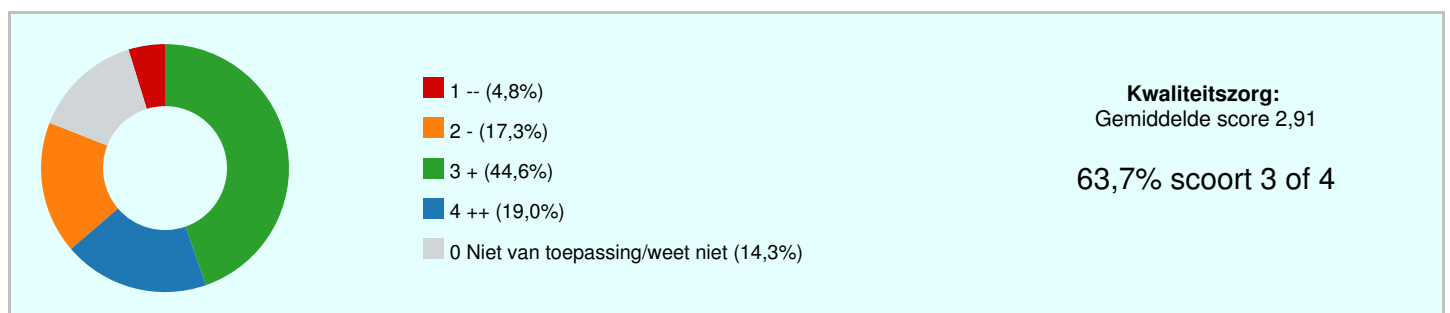 1 -- (4,8%)
2 - (17,3%)
3 + (44,6%)
4 ++ (19,0%)
0 Niet van toepassing/weet niet (14,3%)
Kwaliteitszorg:
Gemiddelde score 2,91
63,7% scoort 3 of 4